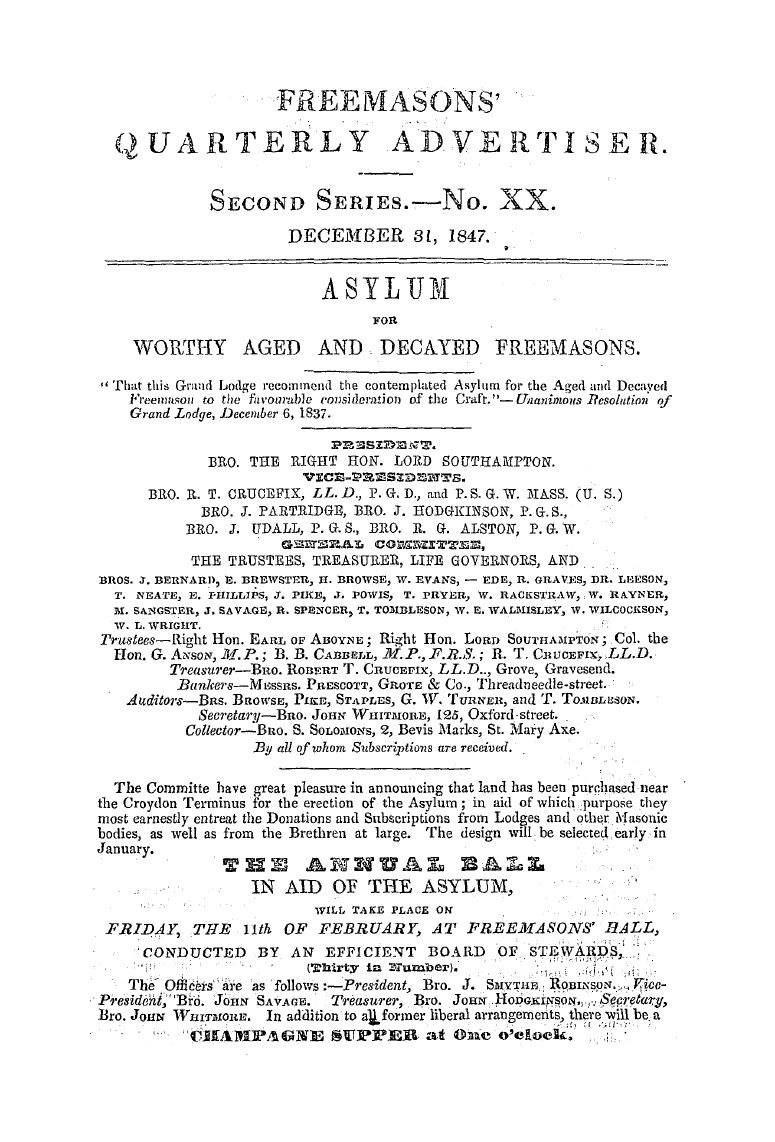 FREEMASONS'
QUARTERLY ADVERTISER.
SECOND SERIES.—No. XX.
DECEMBER 31, 1847.
ASYLUM
FOR
WORTHY AGED AND DECAYED FREEMASONS.
"That this Grand Lodge recommend the contemplated Asylum for the Aged and Decayed
Freemason to the favourable consideration of the Craft."—Unanimous Resolution of
Grand Lodge, December 6, 1837.
PRESIDENT.
BRO. THE RIGHT HON. LORD SOUTHAMPTON.
VICE-PRESIDENTS.
BRO. R. T. CRUCEFIX, LL. D., P. G. D., and P. S. G. W. MASS. (U. S.)
BRO. J. PARTRIDGE, BRO. J. HODGKINSON, P. G. S.,
BRO. J. UDALL, P. G. S., BRO. R. G. ALSTON, P. G. W.
GENERAL COMMITTEE,
THE TRUSTEES, TREASURER, LIFE GOVERNORS, AND
BROS. J. BERNARD, E. BREWSTER, H. BROWSE, W. EVANS, — EDE, R. GRAVES, DR. LEESON,
T. NEATE, E. PHILLIPS, J. PIKE, J. POWIS, T. PRYER, W. RACKSTRAW, W. RAYNER,
M. SANGSTER, J. SAVAGE, R. SPENCER, T. TOMBLESON, W. E. WALMISLEY, W. WILCOCKSON,
W. L. WRIGHT.
Trustees—Right Hon. EARL OF ABOYNE; Right Hon. LORD SOUTHAMPTON; Col. the
Hon. G. ANSON, M.P.; B. B. CABBELL, M.P., F.R.S.; R. T. CRUCEFIX, LL.D.
Treasurer—BRO. ROBERT T. CRUCEFIX, LL.D.., Grove, Gravesend.
Bankers—MESSRS. PRESCOTT, GROTE & Co., Threadneedle-street.
Auditors—BRS. BROWSE, PIKE, STAPLES, G. W. TURNER, and T. TOMBLESON.
Secretary—BRO. JOHN WHITMORE, 125, Oxford-street.
Collector—BRO. S. SOLOMONS, 2, Bevis Marks, St. Mary Axe.
By all of whom Subscriptions are received.
The Committe have great pleasure in announcing that land has been purchased near
the Croydon Terminus for the erection of the Asylum; in aid of which purpose they
most earnestly entreat the Donations and Subscriptions from Lodges and other Masonic
bodies, as well as from the Brethren at large. The design will be selected early in
January.
THE ANNUAL BALL
IN AID OF THE ASYLUM,
WILL TAKE PLACE ON
FRIDAY, THE 11th OF FEBRUARY, AT FREEMASONS' HALL,
CONDUCTED BY AN EFFICIENT BOARD OF STEWARDS,
(Thirty in Number).
The Officers are as follows:—President, Bro. J. SMYTHE ROBINSON. Vice-
President, Bro. JOHN SAVAGE. Treasurer, Bro. JOHN HODGKINSON. Secretary,
Bro. JOHN WHITMORE. In addition to all former liberal arrangements, there will be a
CHAMPAGNE SUPPER at One o'clock.